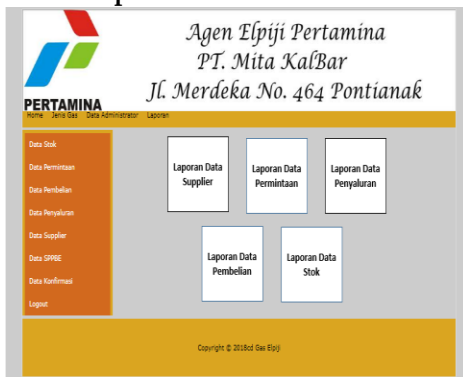 Agen Elpiji Pertamina
PT. Mita KalBar
Jl. Merdeka No. 464 Pontianak
PERTAMINA
Home Jenis Gas Data Administrator Laporan
Data Stok
Data Permintaan
Data Pembelian
Data Penyaluran
Data Supplier
Data SPPBE
Data Konfirmasi
Logout
Laporan Data
Supplier
Laporan Data
Permintaan
Laporan Data
Penyaluran
Laporan Data
Pembelian
Laporan Data
Stok
Copyright © 2018cd Gas Elpiji